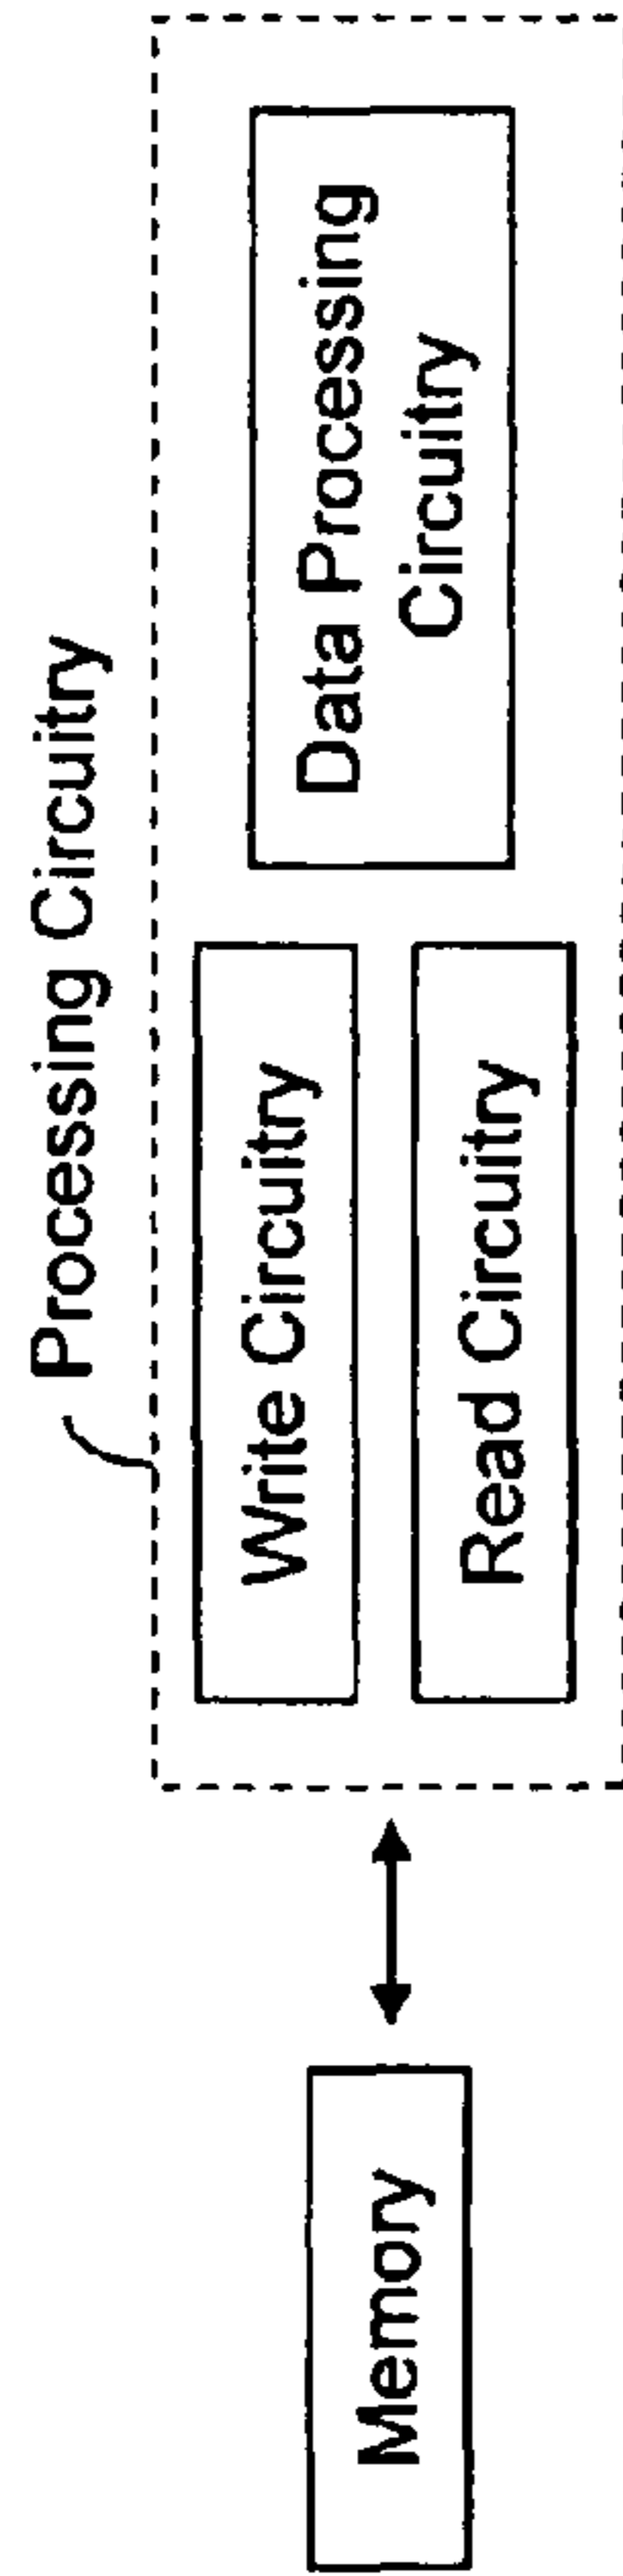 Processing Circuitry
Memory
Write Circuitry
Read Circuitry
Data Processing
Circuitry